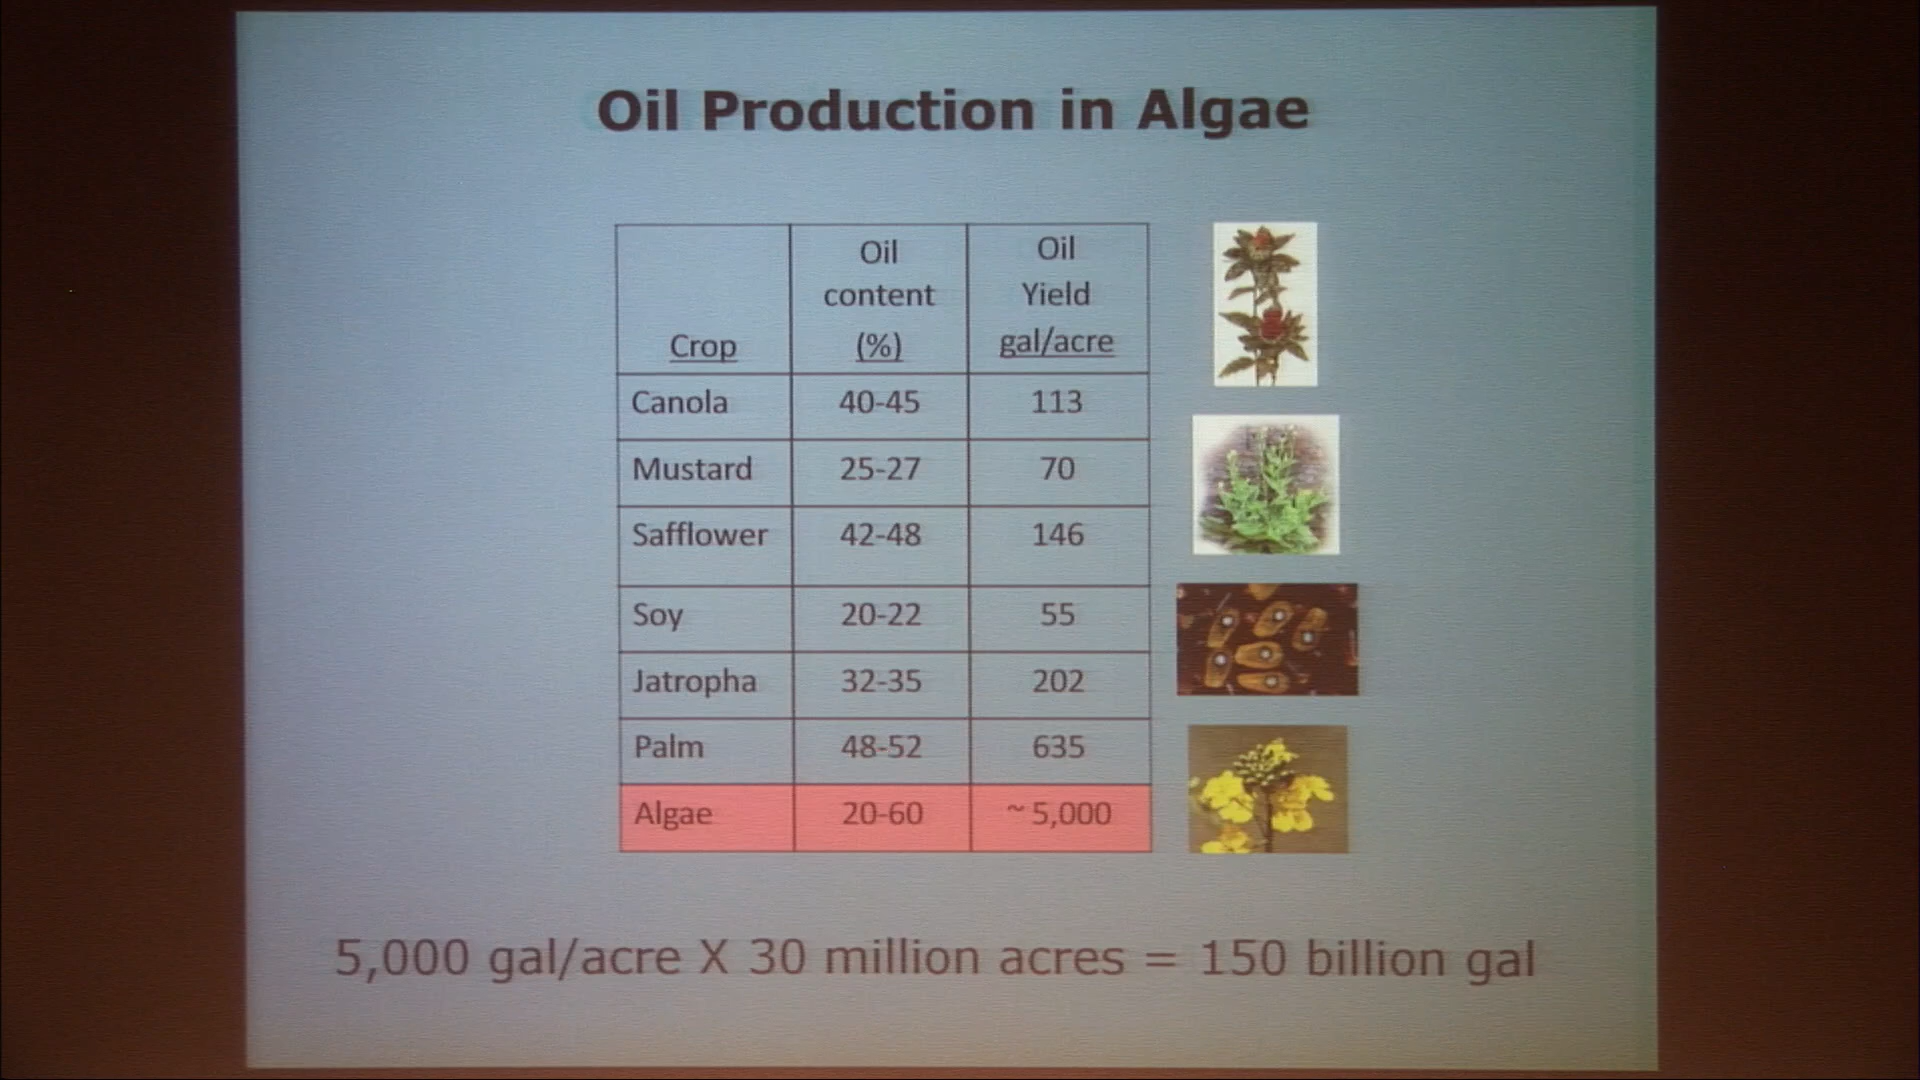 Oil Production in Algae
Crop
Oil
content
(%)
Oil
Yield
gal/acre
Canola 40-45 113
Mustard 25-27 70
Safflower 42-48 146
Soy 20-22 55
Jatropha 32-35 202
Palm 48-52 635
Algae 20-60 ~ 5,000
5,000 gal/acre X 30 million acres = 150 billion gal